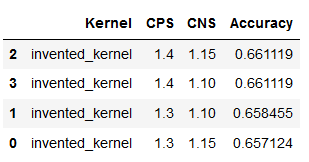 Kernel CPS CNS Accuracy
2 invented_kernel 1.4 1.15 0.661119
3 invented_kernel 1.4 1.10 0.661119
1 invented_kernel 1.3 1.10 0.658455
0 invented_kernel 1.3 1.15 0.657124